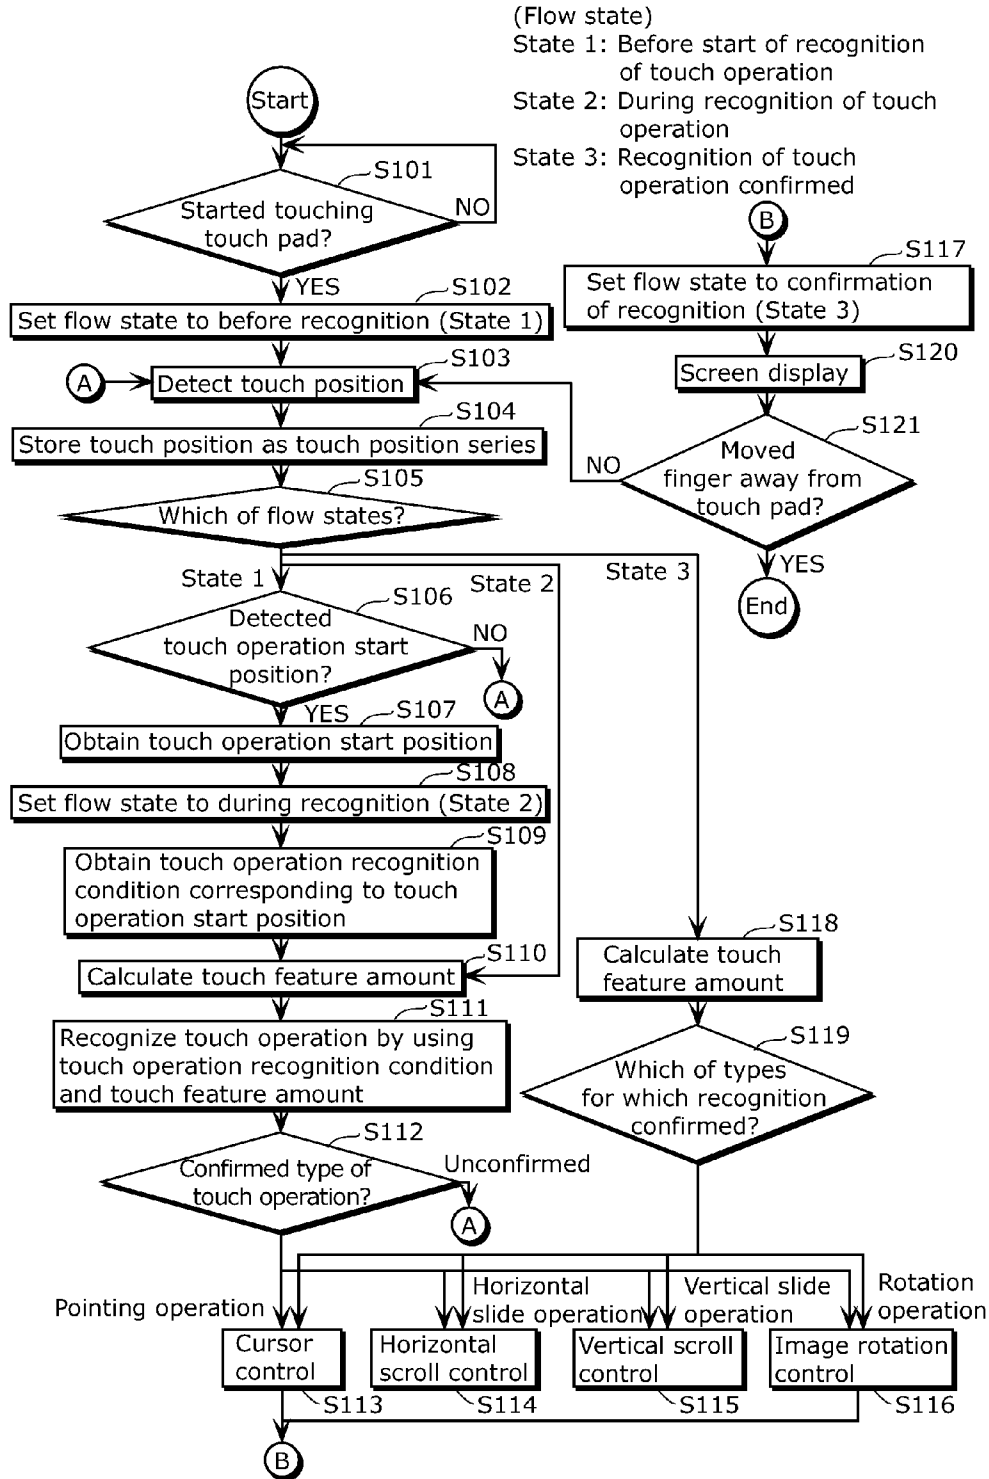 (Flow state)
State 1: Before start of recognition
of touch operation
State 2: During recognition of touch
operation
State 3: Recognition of touch
operation confirmed
Start
S101
Started touching
touch pad?
NO
YES
S102
Set flow state to before recognition (State 1)
A
S103
Detect touch position
S104
Store touch position as touch position series
S105
Which of flow states?
State 1
State 2
State 3
S106
Detected
touch operation start
position?
NO
A
YES
S107
Obtain touch operation start position
S108
Set flow state to during recognition (State 2)
S109
Obtain touch operation recognition
condition corresponding to touch
operation start position
S110
Calculate touch feature amount
S111
Recognize touch operation by using
touch operation recognition condition
and touch feature amount
S112
Confirmed type of
touch operation?
Unconfirmed
A
B
S117
Set flow state to confirmation
of recognition (State 3)
S120
Screen display
S121
Moved
finger away from
touch pad?
NO
YES
End
S118
Calculate touch
feature amount
S119
Which of types
for which recognition
confirmed?
Pointing operation
Horizontal
slide operation
Vertical slide
operation
Rotation
operation
Cursor
control
S113
Horizontal
scroll control
S114
Vertical scroll
control
S115
Image rotation
control
S116
B